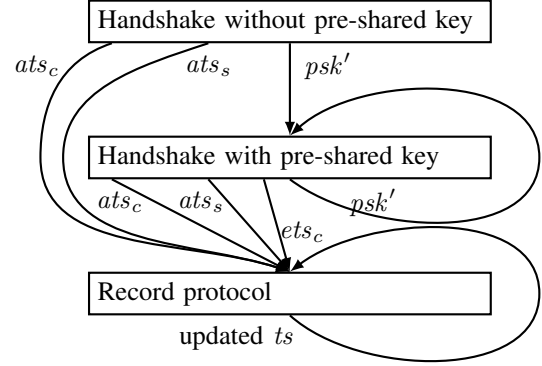 Handshake without pre-shared key
ats_c ats_s psk′
Handshake with pre-shared key
ats_c ats_s psk′
ets_c
Record protocol
updated ts